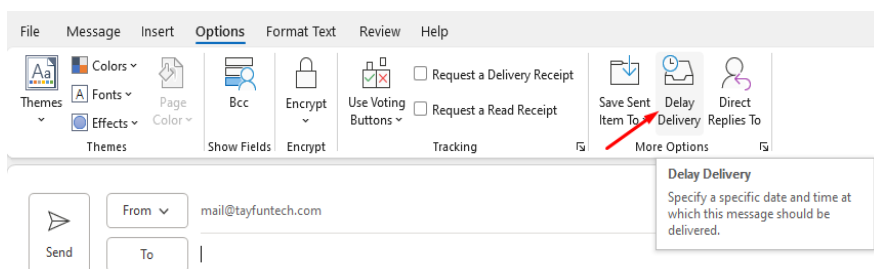 File Message Insert Options Format Text Review Help
Aa
Themes
Colors
A Fonts
Effects
Page
Color
Themes
Bcc
Show Fields
Encrypt
Encrypt
Use Voting
Buttons
Request a Delivery Receipt
Request a Read Receipt
Tracking
Save Sent
Item To
Delay
Delivery
Direct
Replies To
More Options
Delay Delivery
Specify a specific date and time at
which this message should be
delivered.
Send
From
mail@tayfuntech.com
To